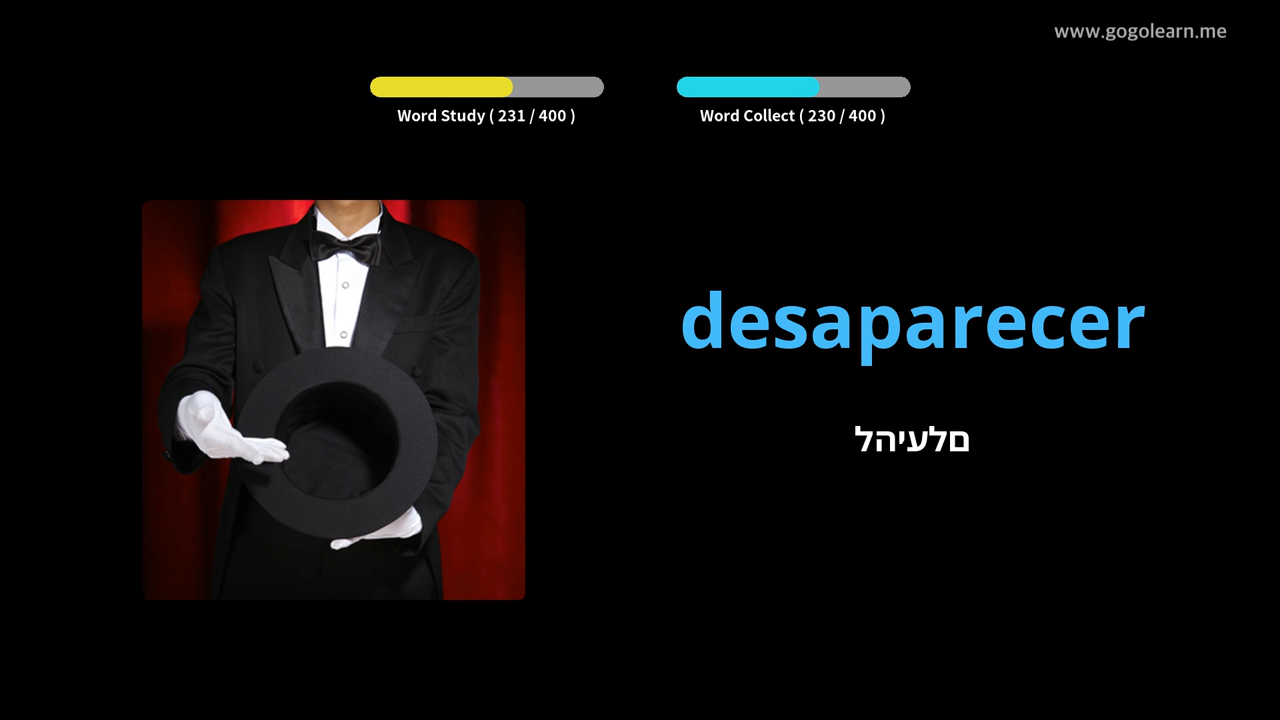 www.gogolearn.me
Word Study ( 231 / 400 )
Word Collect ( 230 / 400 )
desaparecer
םלעיהל